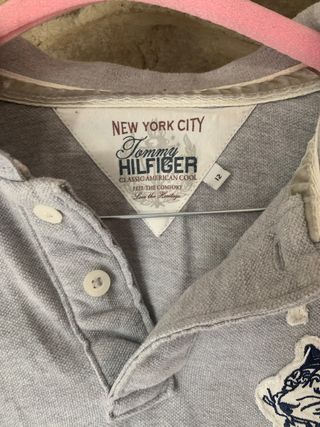 NEW YORK CITY
Tommy
HILFIGER
CLASSIC AMERICAN COOL
FEEL THE COMFORT
Live the Heritage
12